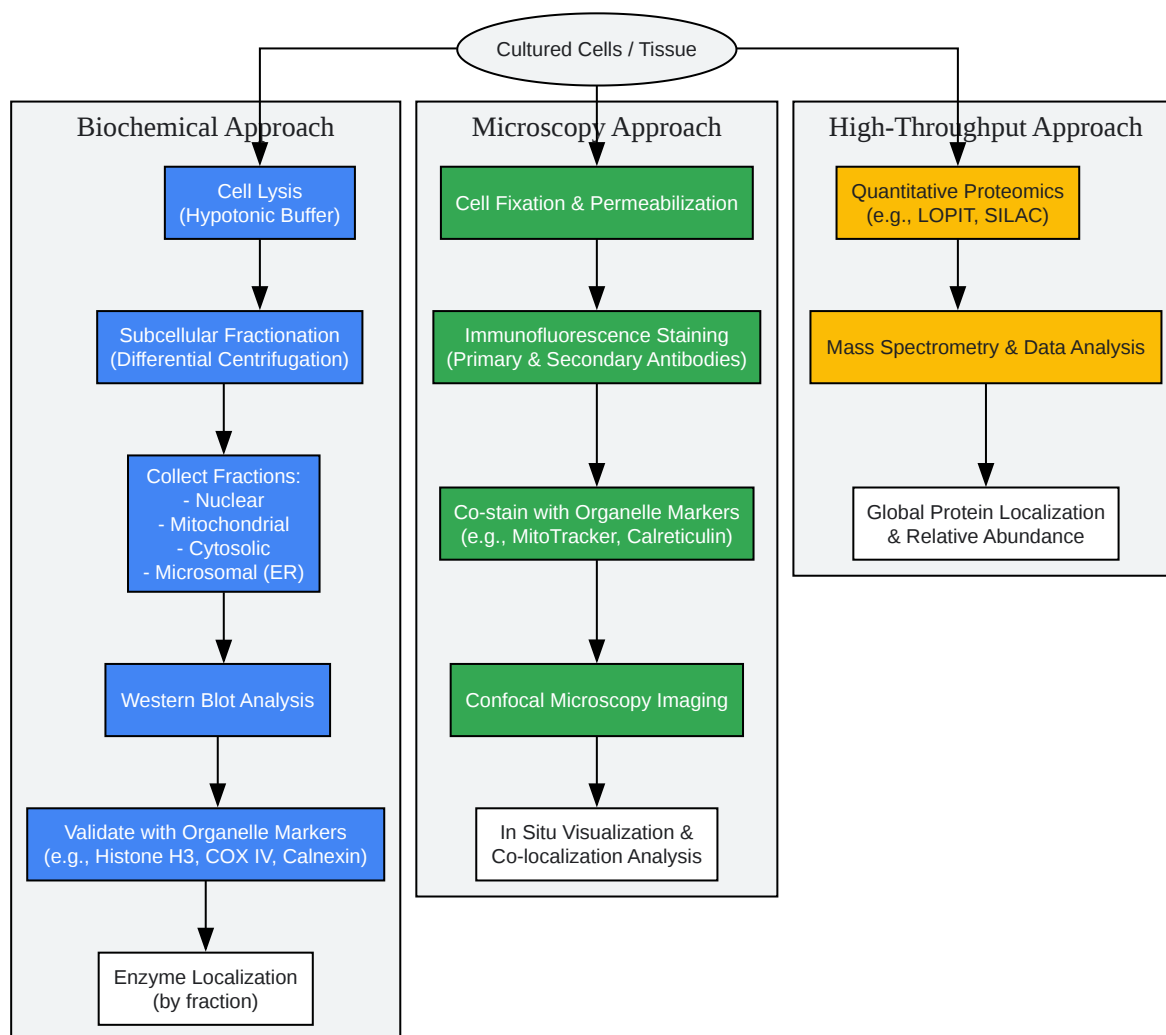 Cultured Cells / Tissue
Biochemical Approach
Cell Lysis
(Hypotonic Buffer)
Subcellular Fractionation
(Differential Centrifugation)
Collect Fractions:
- Nuclear
- Mitochondrial
- Cytosolic
- Microsomal (ER)
Western Blot Analysis
Validate with Organelle Markers
(e.g., Histone H3, COX IV, Calnexin)
Enzyme Localization
(by fraction)
Microscopy Approach
Cell Fixation & Permeabilization
Immunofluorescence Staining
(Primary & Secondary Antibodies)
Co-stain with Organelle Markers
(e.g., MitoTracker, Calreticulin)
Confocal Microscopy Imaging
In Situ Visualization &
Co-localization Analysis
High-Throughput Approach
Quantitative Proteomics
(e.g., LOPIT, SILAC)
Mass Spectrometry & Data Analysis
Global Protein Localization
& Relative Abundance